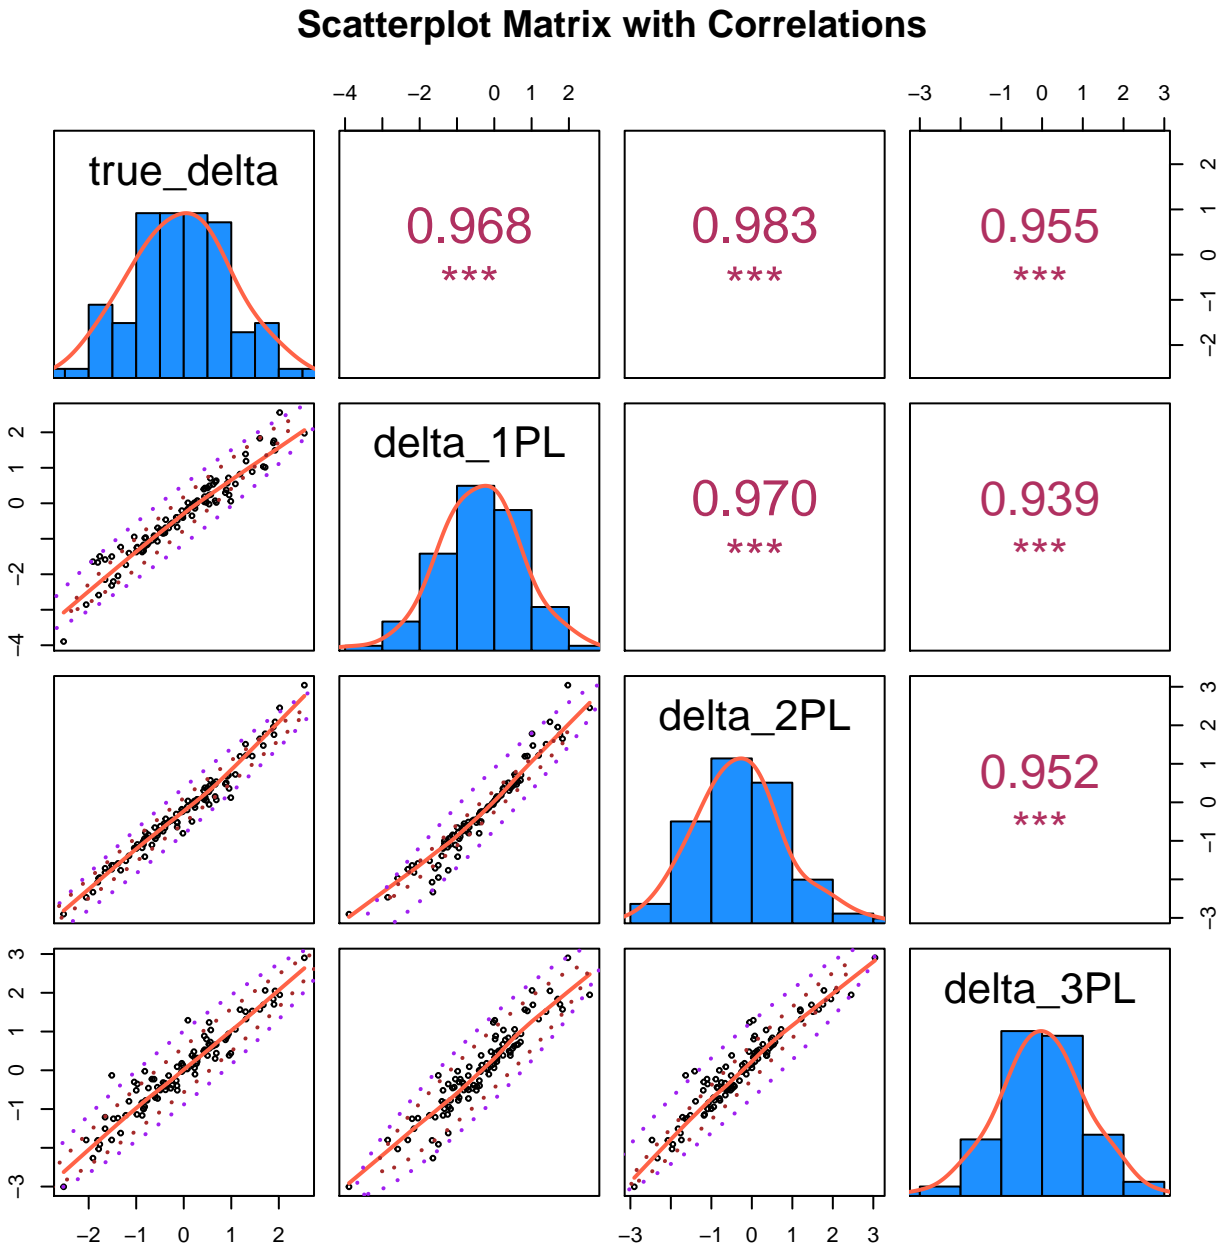 Scatterplot Matrix with Correlations
−4 −2 0 1 2
−3 −1 0 1 2 3
true_delta
0.968
***
0.983
***
0.955
***
−2 −1 0 1 2
−4 −2 0 1 2
delta_1PL
0.970
***
0.939
***
delta_2PL
0.952
***
−3 −1 0 1 2 3
−3 −1 0 1 2 3
delta_3PL
−2 −1 0 1 2
−3 −1 0 1 2 3